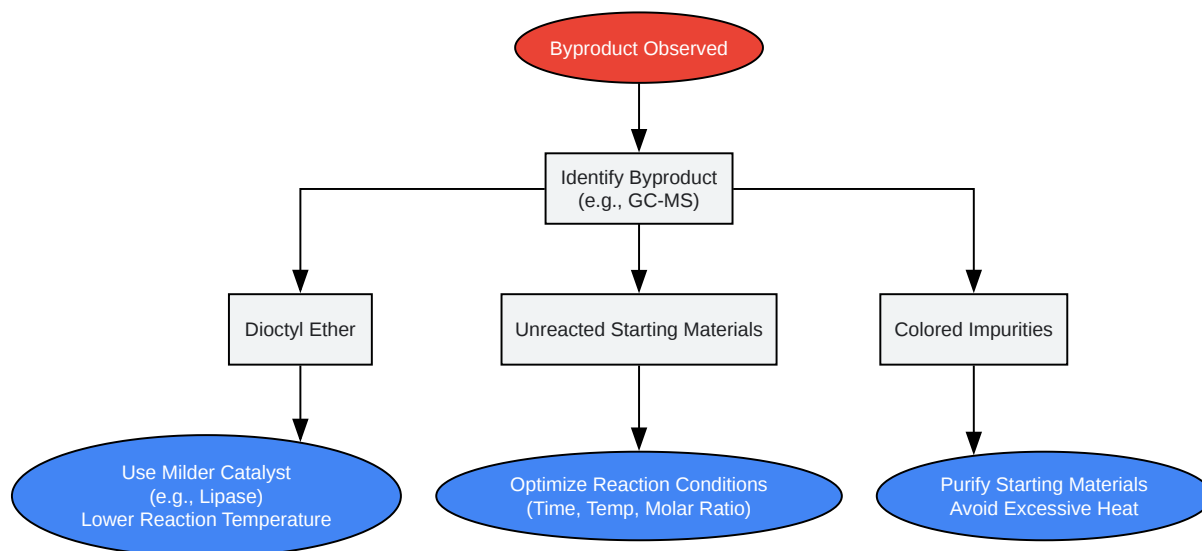 Byproduct Observed
Identify Byproduct
(e.g., GC-MS)
Dioctyl Ether
Unreacted Starting Materials
Colored Impurities
Use Milder Catalyst
(e.g., Lipase)
Lower Reaction Temperature
Optimize Reaction Conditions
(Time, Temp, Molar Ratio)
Purify Starting Materials
Avoid Excessive Heat